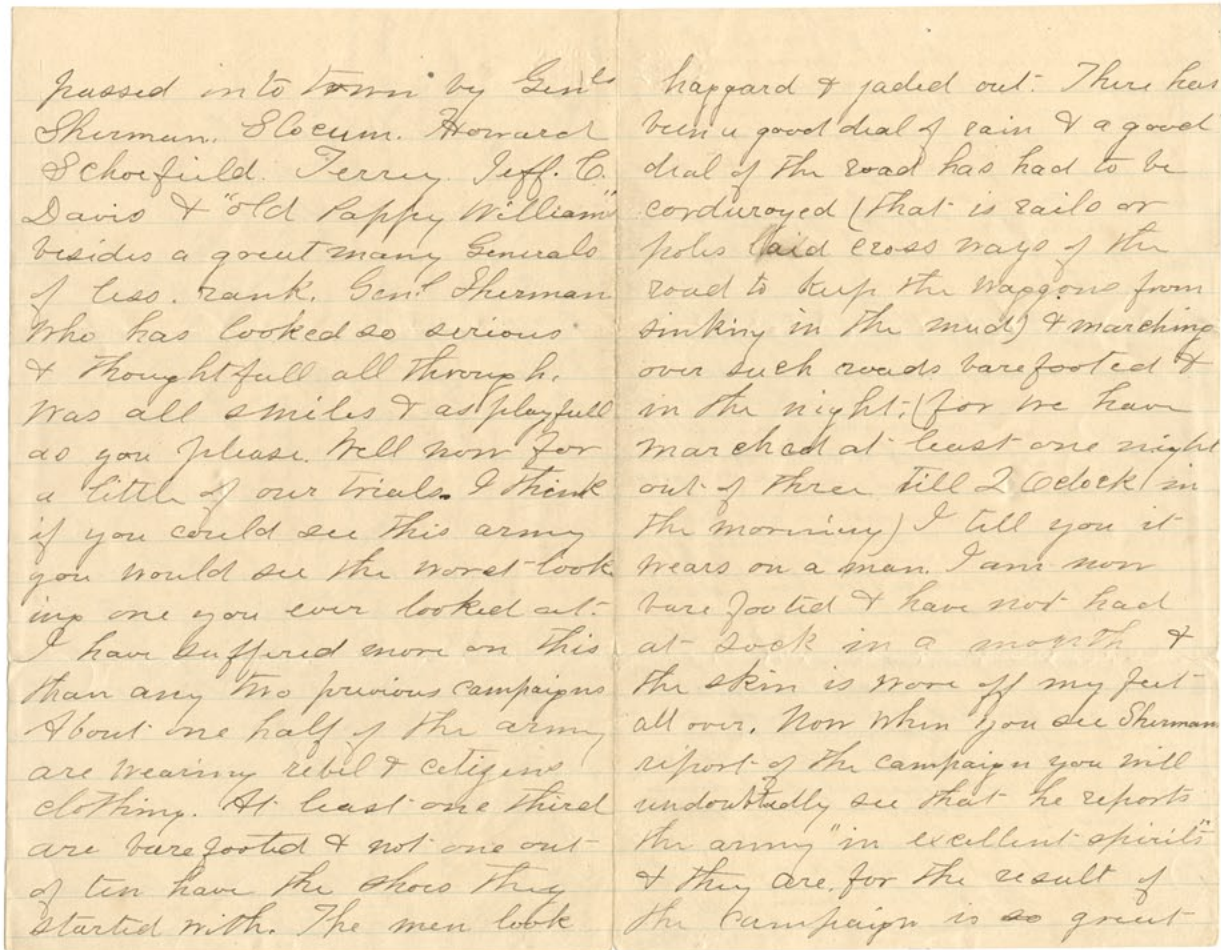 passed into town by Genls
Sherman. Slocum. Howard
Schoefield. Terry. Jeff. C.
Davis & "old Pappy William"
besides a great many Generals
of less. rank. Genl Sherman
who has looked so serious
& thoughtfull all through.
was all smiles & as playfull
as you please. Well now for
a little of our trials. I think
if you could see this army
you would see the worst look
ing one you ever looked at.
I have suffered more on this
than any two previous campaigns
About one half of the army
are wearing rebel & citizens
clothing. At least one third
are barefooted & not one out
of ten have the shoes they
started with. The men look
haggard & jaded out. There has
been a good deal of rain & a good
deal of the road has had to be
corduroyed (that is rails or
poles laid cross ways of the
road to keep the waggons from
sinking in the mud) & marching
over such roads barefooted &
in the night. (for we have
marched at least one night
out of three till 2 Oclock in
the morning) I tell you it
wears on a man. I am now
bare footed & have not had
at sock in a month &
the skin is wore off my feet
all over. Now when you see Shermans
report of the campaign you will
undoubtedly see that he reports
the army "in excellent spirits"
& they are, for the result of
the campaign is so great